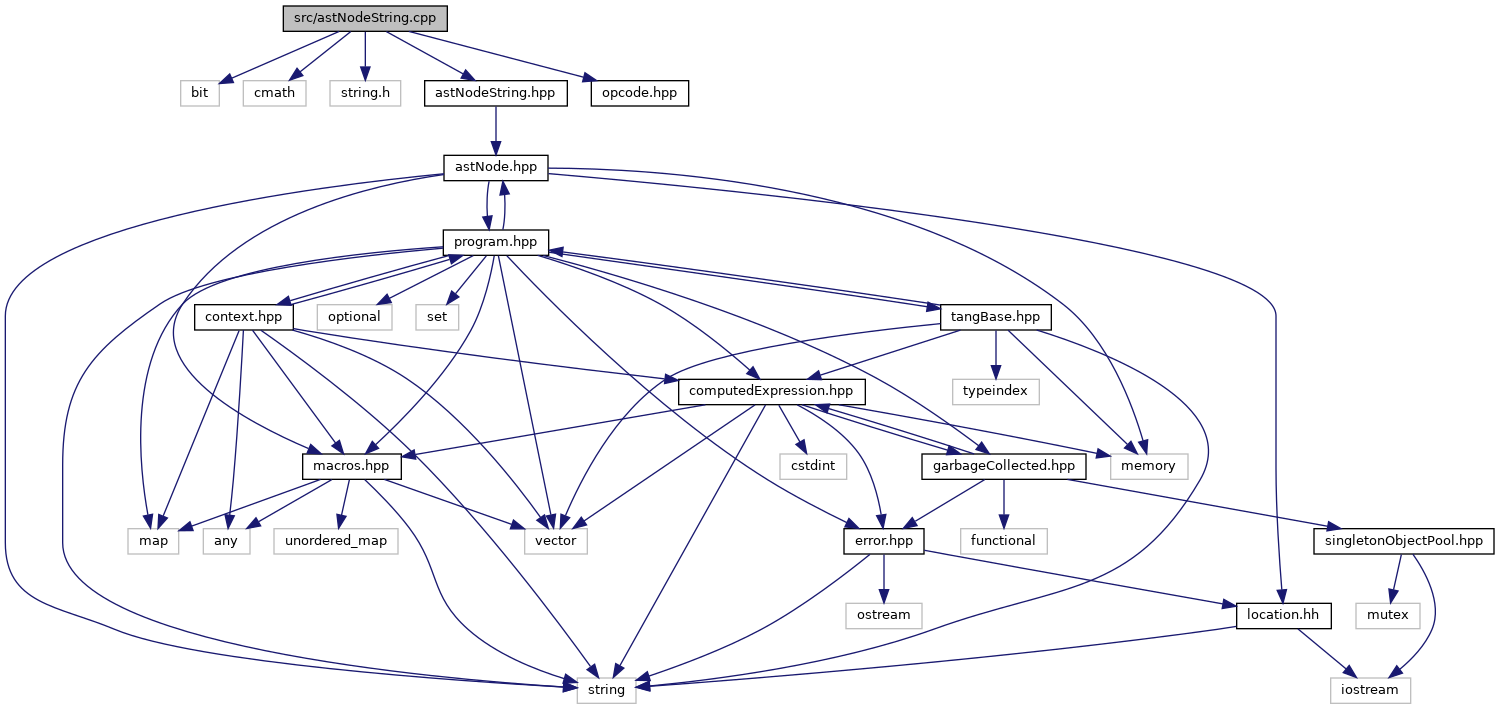 src/astNodeString.cpp
bit
cmath
string.h
astNodeString.hpp
opcode.hpp
astNode.hpp
program.hpp
context.hpp
optional
set
tangBase.hpp
computedExpression.hpp
typeindex
macros.hpp
cstdint
garbageCollected.hpp
memory
map
any
unordered_map
vector
error.hpp
functional
singletonObjectPool.hpp
ostream
location.hh
mutex
string
iostream